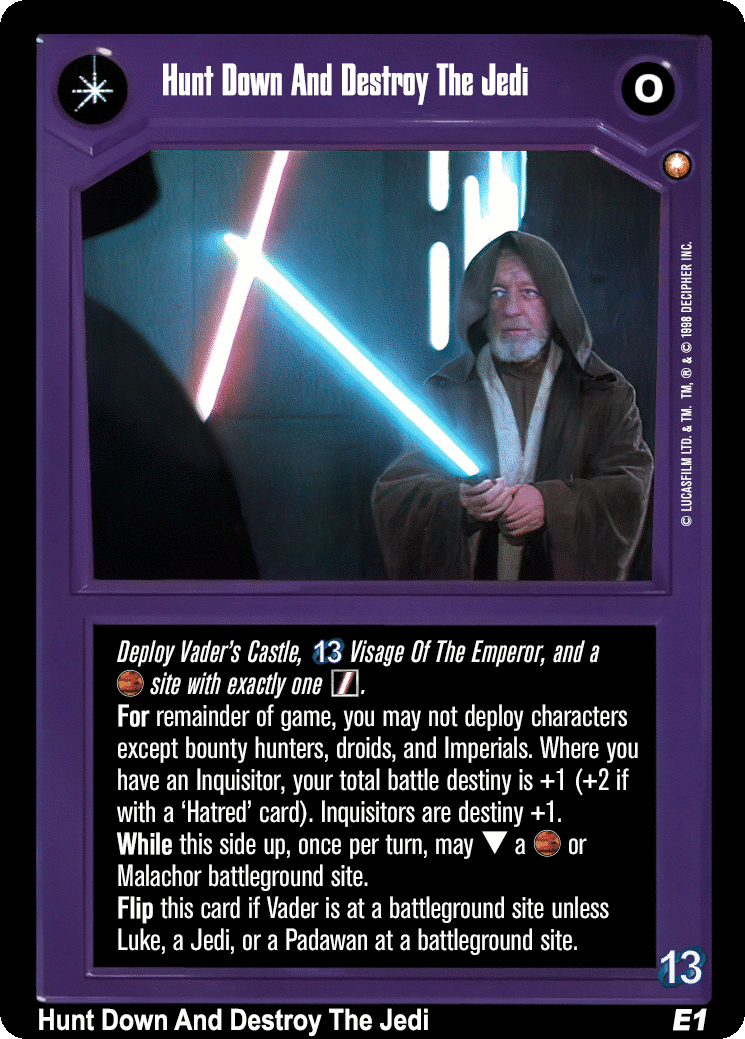 Hunt Down And Destroy The Jedi
O
© LUCASFILM LTD. & TM. TM, ® & © 1998 DECIPHER INC.
Deploy Vader's Castle, 13 Visage Of The Emperor, and a
site with exactly one .
For remainder of game, you may not deploy characters
except bounty hunters, droids, and Imperials. Where you
have an Inquisitor, your total battle destiny is +1 (+2 if
with a ‘Hatred’ card). Inquisitors are destiny +1.
While this side up, once per turn, may ▼ a or
Malachor battleground site.
Flip this card if Vader is at a battleground site unless
Luke, a Jedi, or a Padawan at a battleground site.
13
Hunt Down And Destroy The Jedi E1